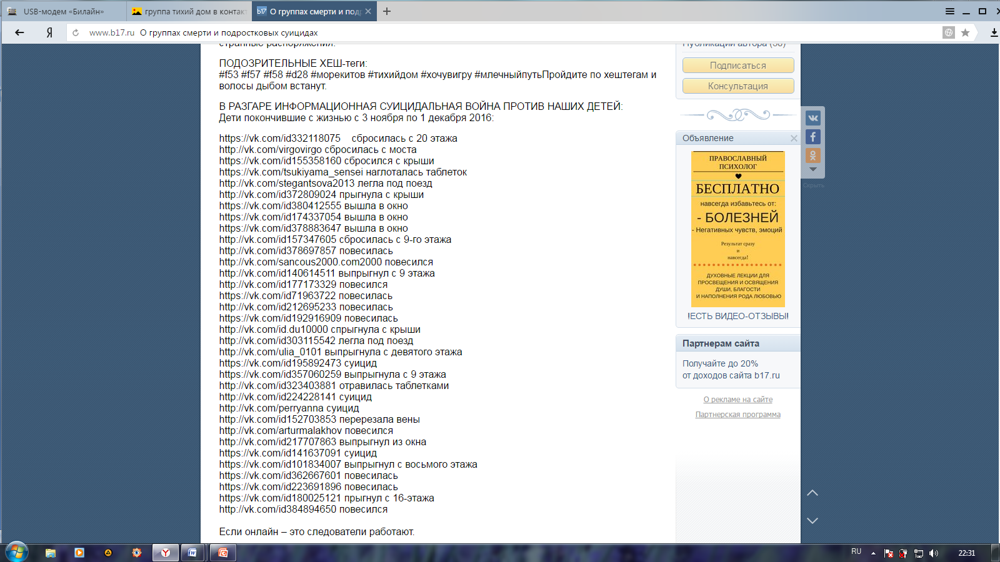 USB-модем «Билайн»
группа тихий дом в контакт
b17 О группах смерти и подр
Я
www.b17.ru О группах смерти и подростковых суицидах
странные распоряжения.
ПОДОЗРИТЕЛЬНЫЕ ХЕШ-теги:
#f53 #f57 #f58 #d28 #морекитов #тихийдом #хочувигру #млечныйпутьПройдите по хештегам и
волосы дыбом встанут.
В РАЗГАРЕ ИНФОРМАЦИОННАЯ СУИЦИДАЛЬНАЯ ВОЙНА ПРОТИВ НАШИХ ДЕТЕЙ:
Дети покончившие с жизнью с 3 ноября по 1 декабря 2016:
https://vk.com/id332118075 сбросилась с 20 этажа
http://vk.com/virgovirgo сбросилась с моста
https://vk.com/id155358160 сбросился с крыши
https://vk.com/tsukiyama_sensei наглоталась таблеток
http://vk.com/stegantsova2013 легла под поезд
http://vk.com/id372809024 прыгнула с крыши
https://vk.com/id380412555 вышла в окно
http://vk.com/id174337054 вышла в окно
https://vk.com/id378883647 вышла в окно
http://vk.com/id157347605 сбросилась с 9-го этажа
http://vk.com/id378697857 повесилась
http://vk.com/sancous2000.com2000 повесился
http://vk.com/id140614511 выпрыгнул с 9 этажа
http://vk.com/id177173329 повесился
http://vk.com/id71963722 повесилась
http://vk.com/id212695233 повесилась
http://vk.com/id192916909 повесилась
http://vk.com/id.du10000 спрыгнула с крыши
http://vk.com/id303115542 легла под поезд
http://vk.com/ulia_0101 выпрыгнула с девятого этажа
https://vk.com/id195892473 суицид
https://vk.com/id357060259 выпрыгнула с 9 этажа
http://vk.com/id323403881 отравилась таблетками
http://vk.com/id224228141 суицид
http://vk.com/perryanna суицид
http://vk.com/id152703853 перерезала вены
http://vk.com/arturmalakhov повесился
http://vk.com/id217707863 выпрыгнул из окна
https://vk.com/id141637091 суицид
https://vk.com/id101834007 выпрыгнул с восьмого этажа
https://vk.com/id362667601 повесилась
https://vk.com/id223691896 повесилась
https://vk.com/id180025121 прыгнул с 16-этажа
http://vk.com/id384894650 повесился
Если онлайн – это следователи работают.
Публикации автора (50)
Подписаться
Консультация
Объявление
ПРАВОСЛАВНЫЙ
ПСИХОЛОГ
БЕСПЛАТНО
навсегда избавьтесь от:
- БОЛЕЗНЕЙ
- Негативных чувств, эмоций
Результат сразу
и
навсегда!
ДУХОВНЫЕ ЛЕКЦИИ ДЛЯ
ПРОСВЕЩЕНИЯ И ОСВЯЩЕНИЯ
ДУШИ, БЛАГОСТИ
И НАПОЛНЕНИЯ РОДА ЛЮБОВЬЮ
!ЕСТЬ ВИДЕО-ОТЗЫВЫ!
Партнерам сайта
Получайте до 20%
от доходов сайта b17.ru
О рекламе на сайте
Партнерская программа
Скрыть
RU
22:31